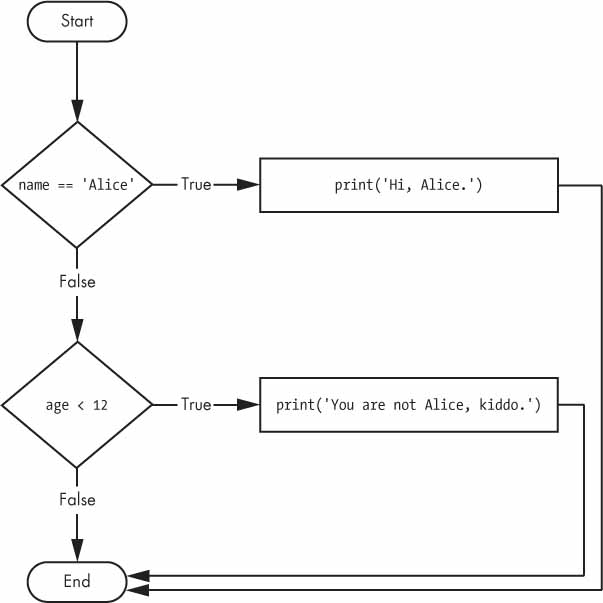 Start
name == 'Alice'
True
print('Hi, Alice.')
False
age < 12
True
print('You are not Alice, kiddo.')
False
End